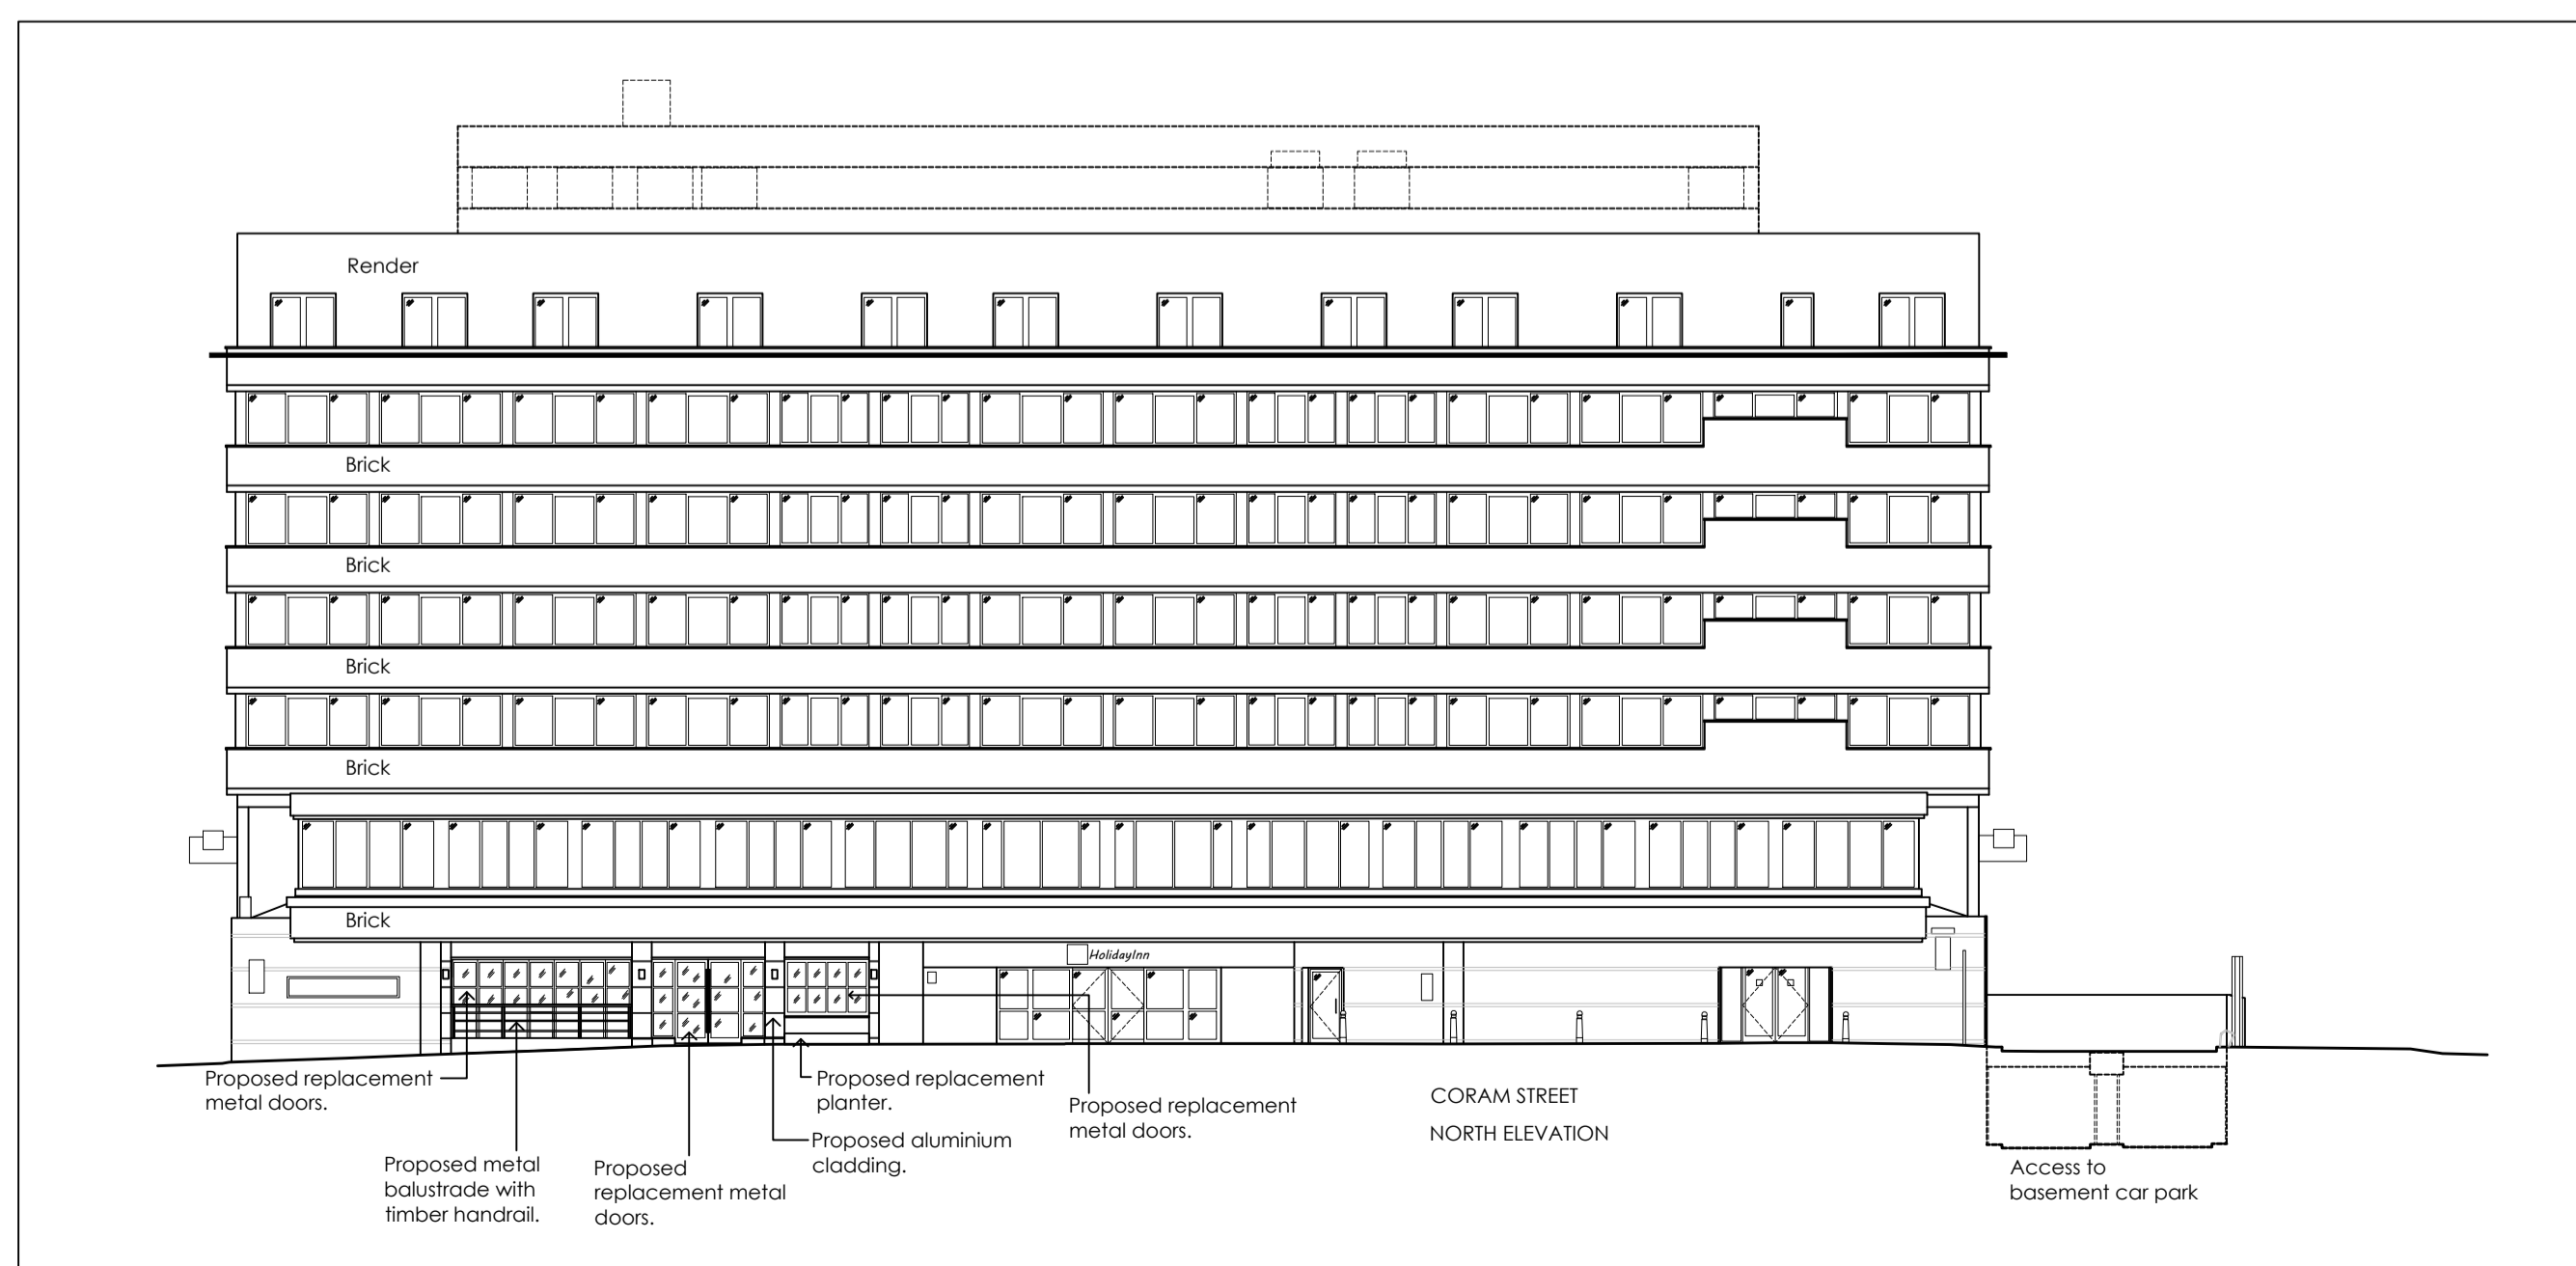 Render
Brick
Brick
Brick
Brick
Brick
HolidayInn
Proposed replacement
metal doors.
Proposed metal
balustrade with
timber handrail.
Proposed
replacement metal
doors.
Proposed replacement
planter.
Proposed aluminium
cladding.
Proposed replacement
metal doors.
CORAM STREET
NORTH ELEVATION
Access to
basement car park